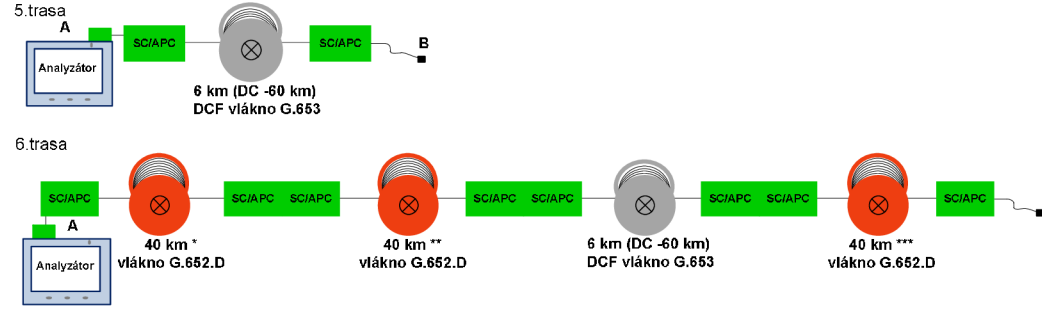 5.trasa
A
SC/APC
SC/APC
B
Analyzátor
6 km (DC -60 km)
DCF vlákno G.653
6.trasa
SC/APC
SC/APC SC/APC
SC/APC SC/APC
SC/APC SC/APC
SC/APC
A
Analyzátor
40 km *
vlákno G.652.D
40 km **
vlákno G.652.D
6 km (DC -60 km)
DCF vlákno G.653
40 km ***
vlákno G.652.D